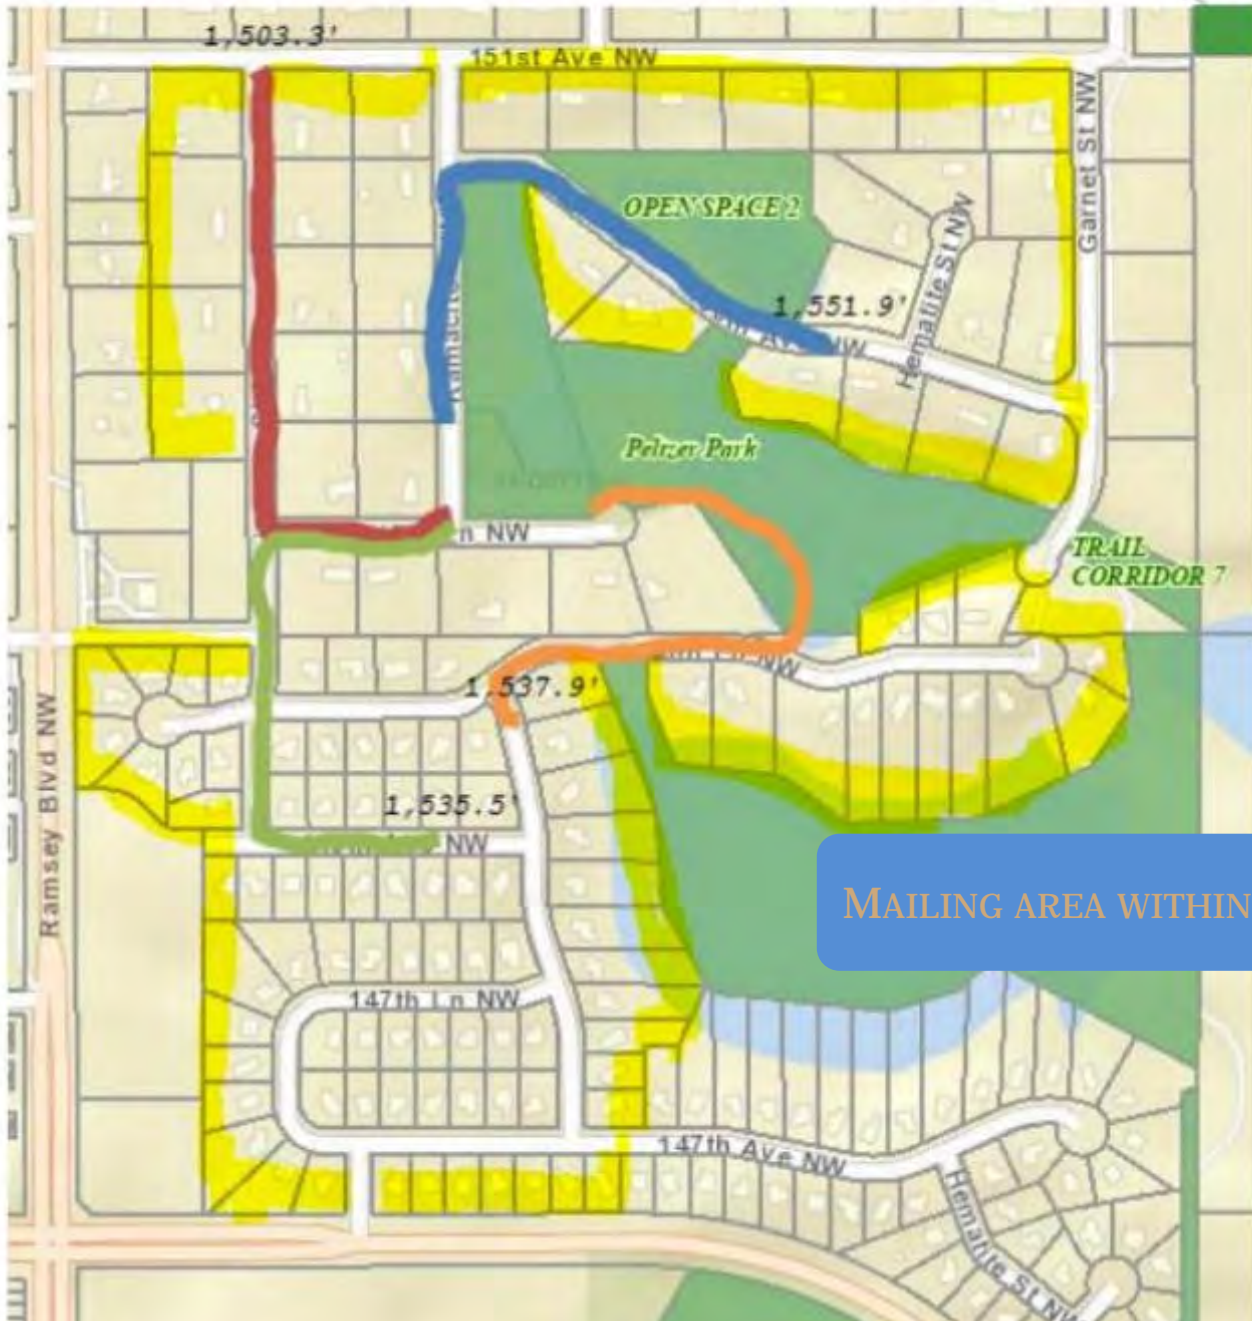 1,503.3'
151st Ave NW
Garnet St NW
OPEN SPACE 2
Hematite St NW
1,551.9'
NW
Pelzer Park
n NW
TRAIL
CORRIDOR 7
NW
1,537.9'
Ramsey Blvd NW
1,535.5'
NW
MAILING AREA WITHIN
147th Ln NW
147th Ave NW
Hematite St NW